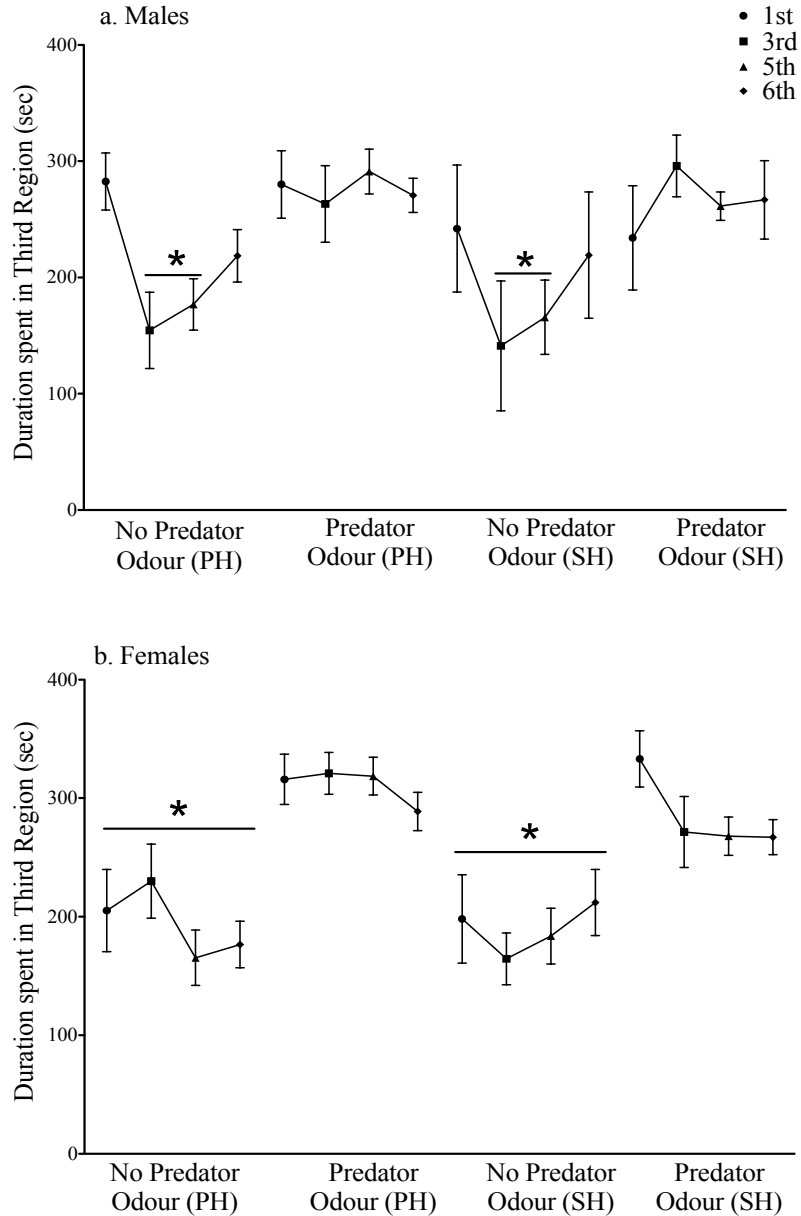 a. Males
1st
3rd
5th
6th
Duration spent in Third Region (sec)
400
300
200
100
0
*
*
No Predator
Odour (PH)
Predator
Odour (PH)
No Predator
Odour (SH)
Predator
Odour (SH)
b. Females
Duration spent in Third Region (sec)
400
300
200
100
0
*
*
No Predator
Odour (PH)
Predator
Odour (PH)
No Predator
Odour (SH)
Predator
Odour (SH)